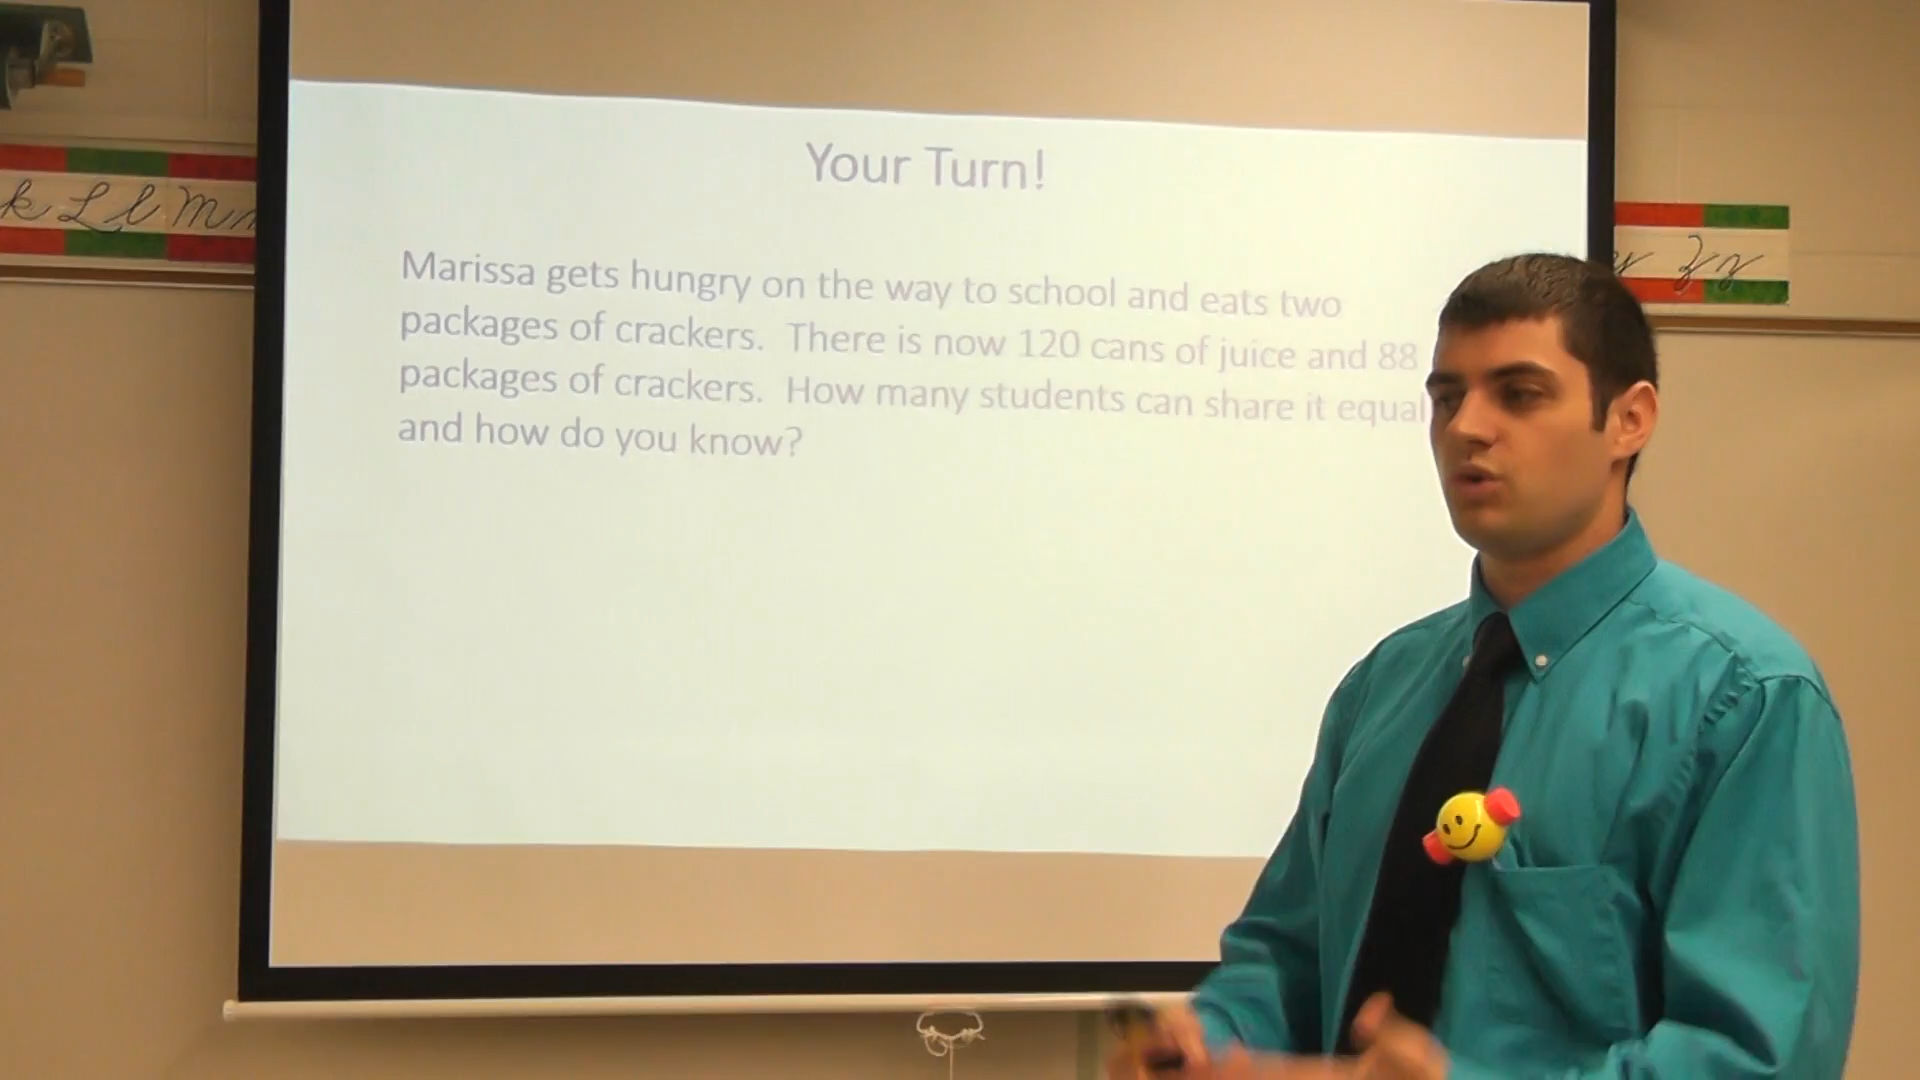 Your Turn!
Marissa gets hungry on the way to school and eats two
packages of crackers. There is now 120 cans of juice and 88
packages of crackers. How many students can share it equal
and how do you know?
k L l M m
y Z z